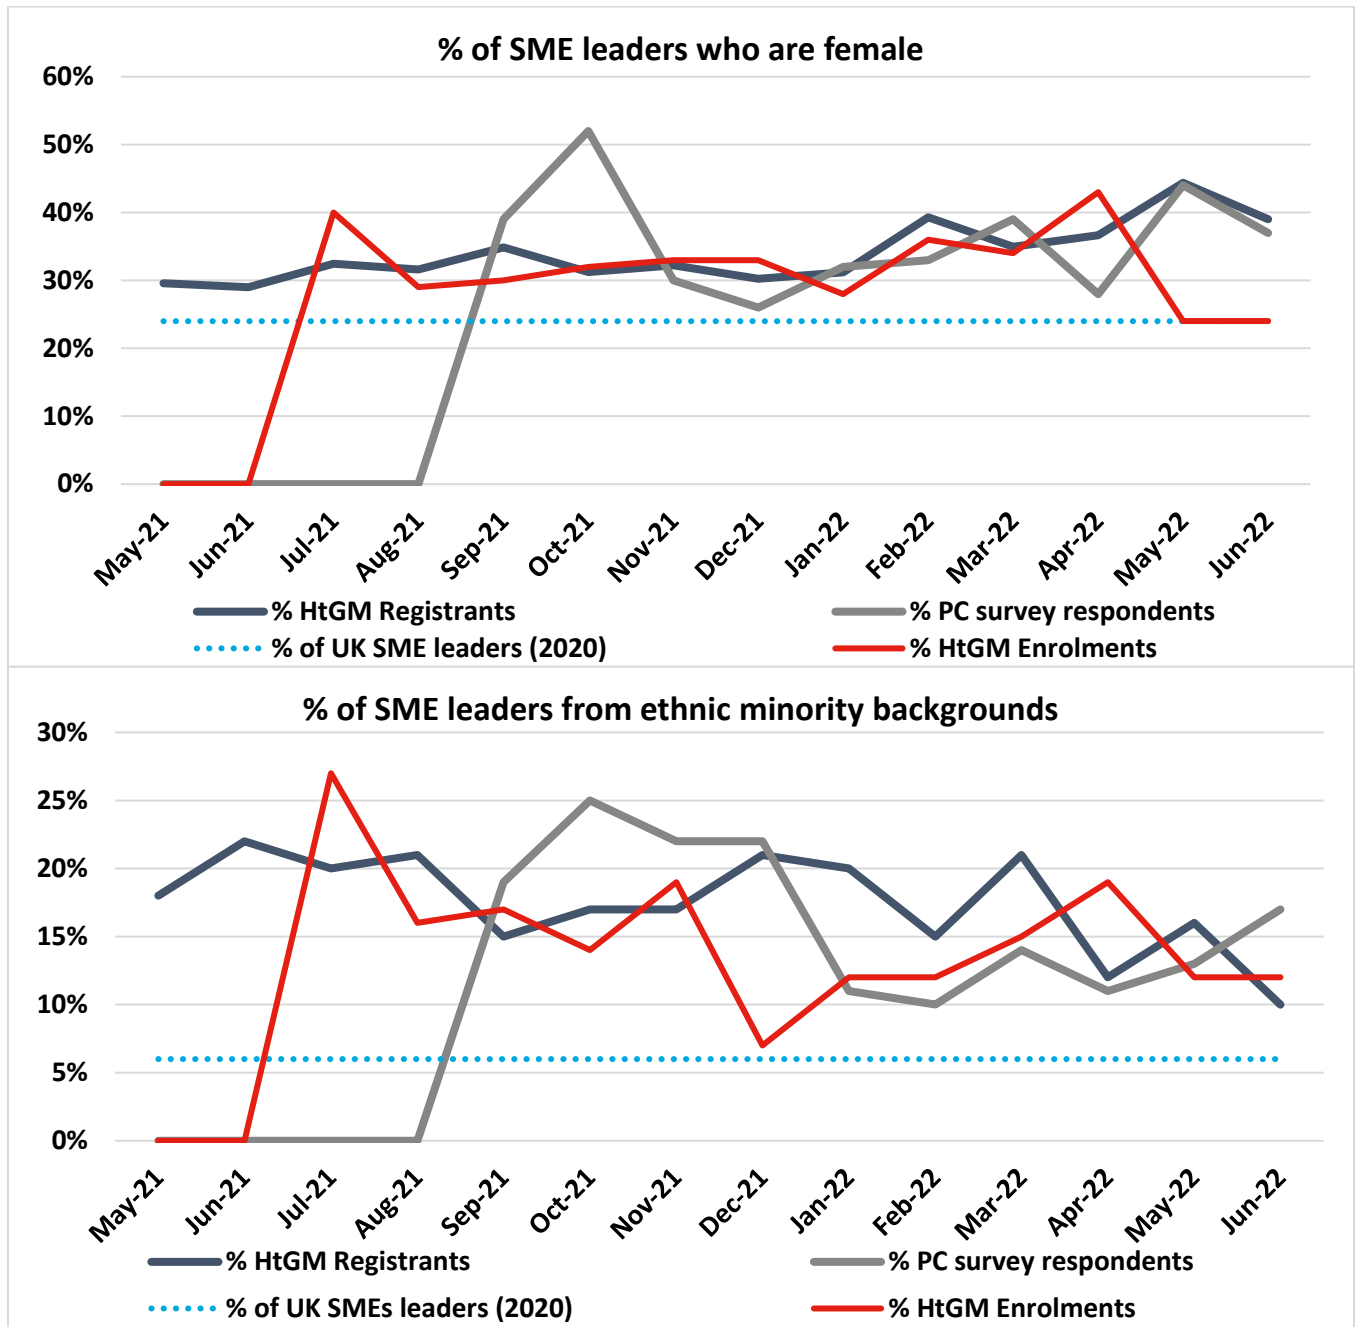 % of SME leaders who are female
60%
50%
40%
30%
20%
10%
0%
May-21
Jun-21
Jul-21
Aug-21
Sep-21
Oct-21
Nov-21
Dec-21
Jan-22
Feb-22
Mar-22
Apr-22
May-22
Jun-22
% HtGM Registrants
% PC survey respondents
% of UK SME leaders (2020)
% HtGM Enrolments
% of SME leaders from ethnic minority backgrounds
30%
25%
20%
15%
10%
5%
0%
May-21
Jun-21
Jul-21
Aug-21
Sep-21
Oct-21
Nov-21
Dec-21
Jan-22
Feb-22
Mar-22
Apr-22
May-22
Jun-22
% HtGM Registrants
% PC survey respondents
% of UK SMEs leaders (2020)
% HtGM Enrolments